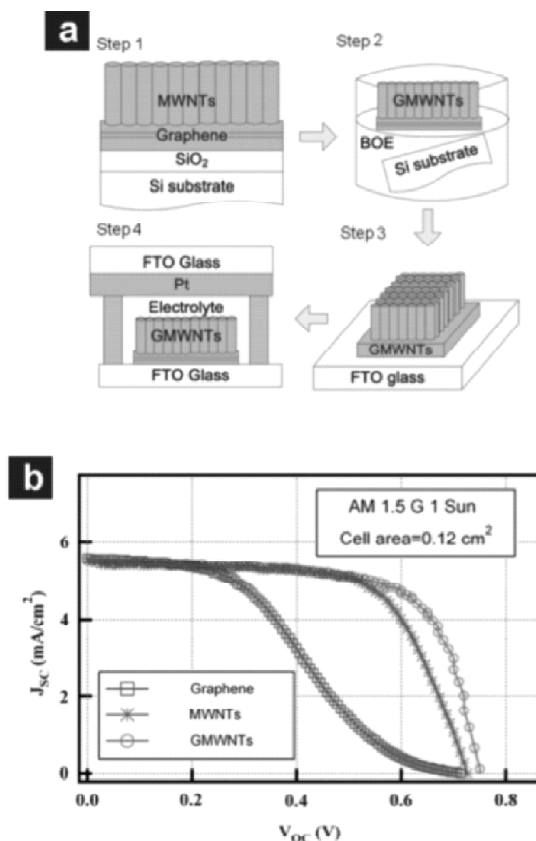 a
Step 1
MWNTs
Graphene
SiO2
Si substrate
Step 2
GMWNTs
BOE
Si substrate
Step 4
FTO Glass
Pt
Electrolyte
GMWNTs
FTO Glass
Step 3
GMWNTs
FTO glass
b
AM 1.5 G 1 Sun
Cell area=0.12 cm²
6
4
2
0
JSC (mA/cm²)
Graphene
MWNTs
GMWNTs
0.0 0.2 0.4 0.6 0.8
VOC (V)